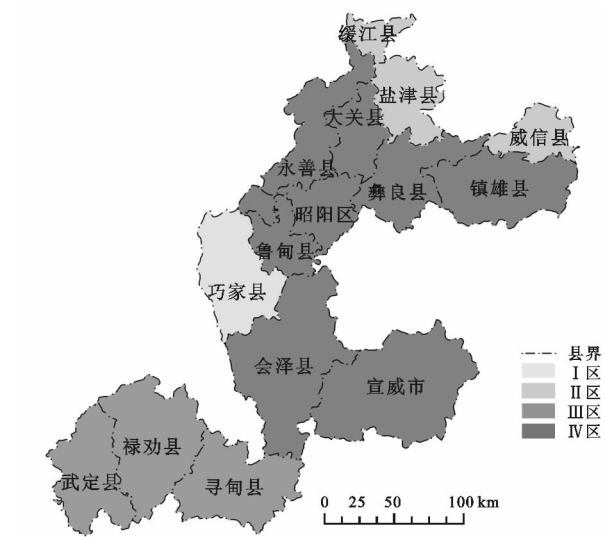 绥江县
盐津县
大关县
威信县
永善县
彝良县
镇雄县
昭阳区
鲁甸县
巧家县
会泽县
宣威市
县界
Ⅰ区
Ⅱ区
Ⅲ区
Ⅳ区
禄劝县
武定县
寻甸县
0 25 50 100 km